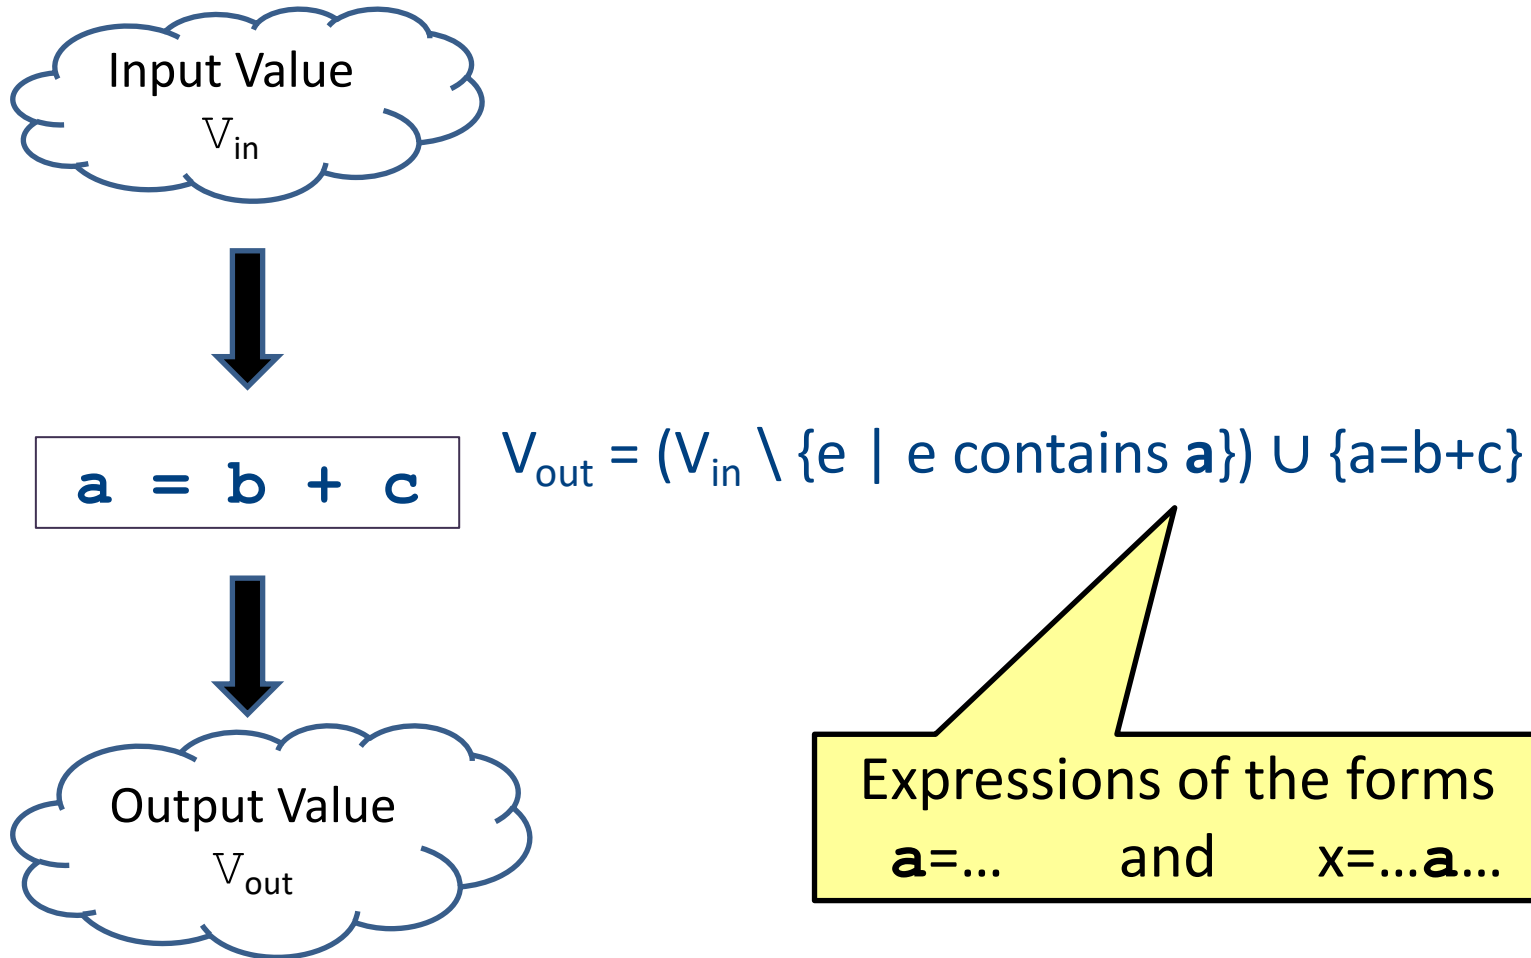 Input Value
Vin
a = b + c
Vout = (Vin \ {e | e contains a}) ∪ {a=b+c}
Output Value
Vout
Expressions of the forms
a=… and x=…a…